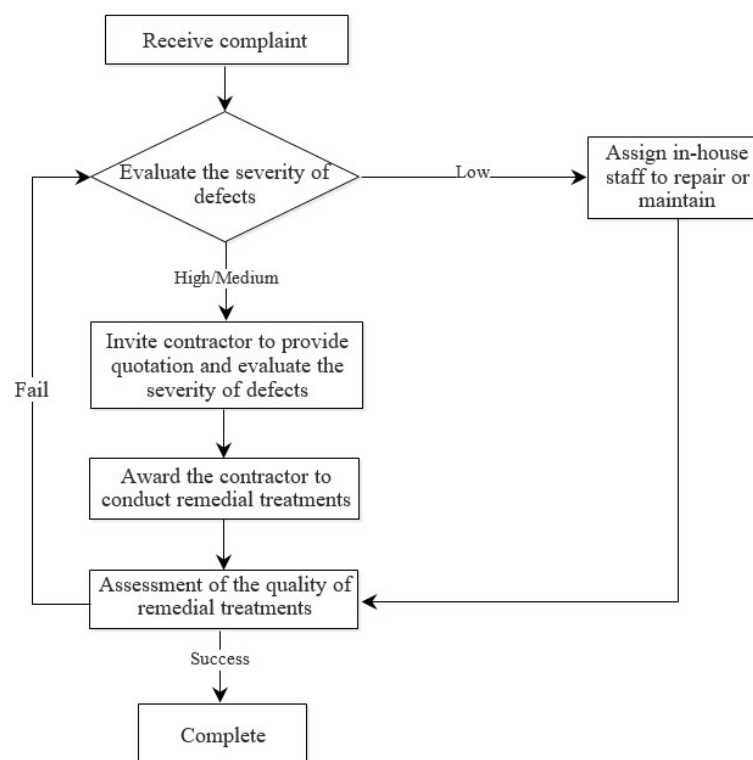 Receive complaint
Evaluate the severity of
defects
Low
Assign in-house
staff to repair or
maintain
High/Medium
Invite contractor to provide
quotation and evaluate the
severity of defects
Fail
Award the contractor to
conduct remedial treatments
Assessment of the quality of
remedial treatments
Success
Complete